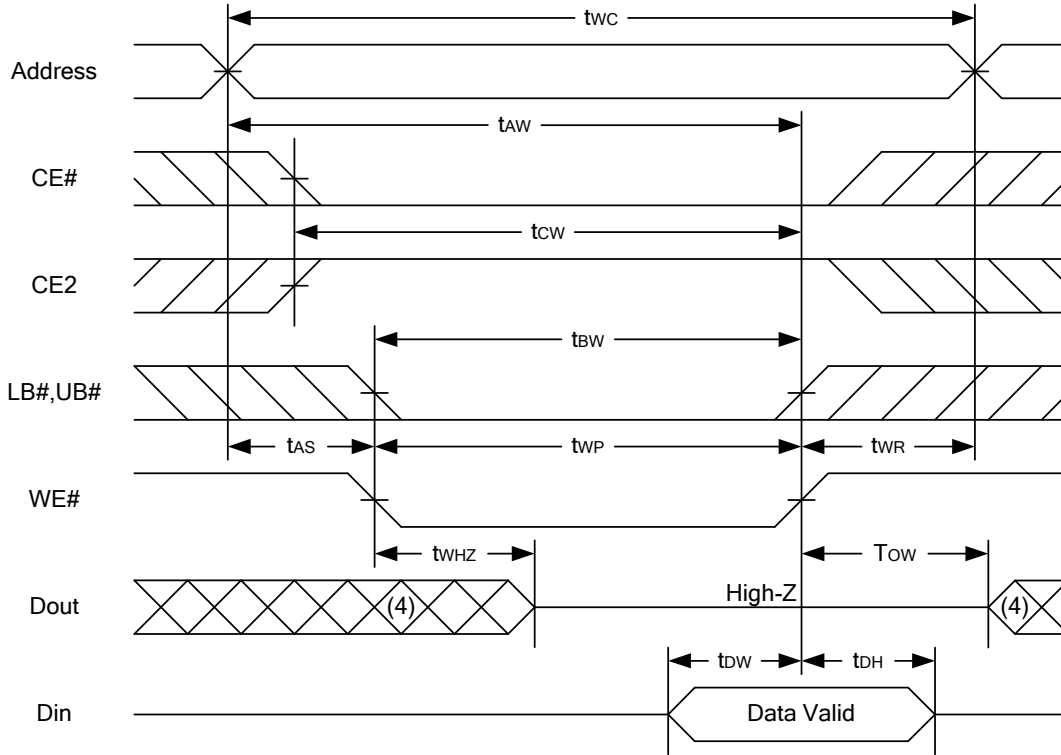 tWC
Address
tAW
CE#
tCW
CE2
tBW
LB#,UB#
tAS
tWP
tWR
WE#
tWHZ
TOW
Dout
(4)
High-Z
(4)
tDW
tDH
Din
Data Valid